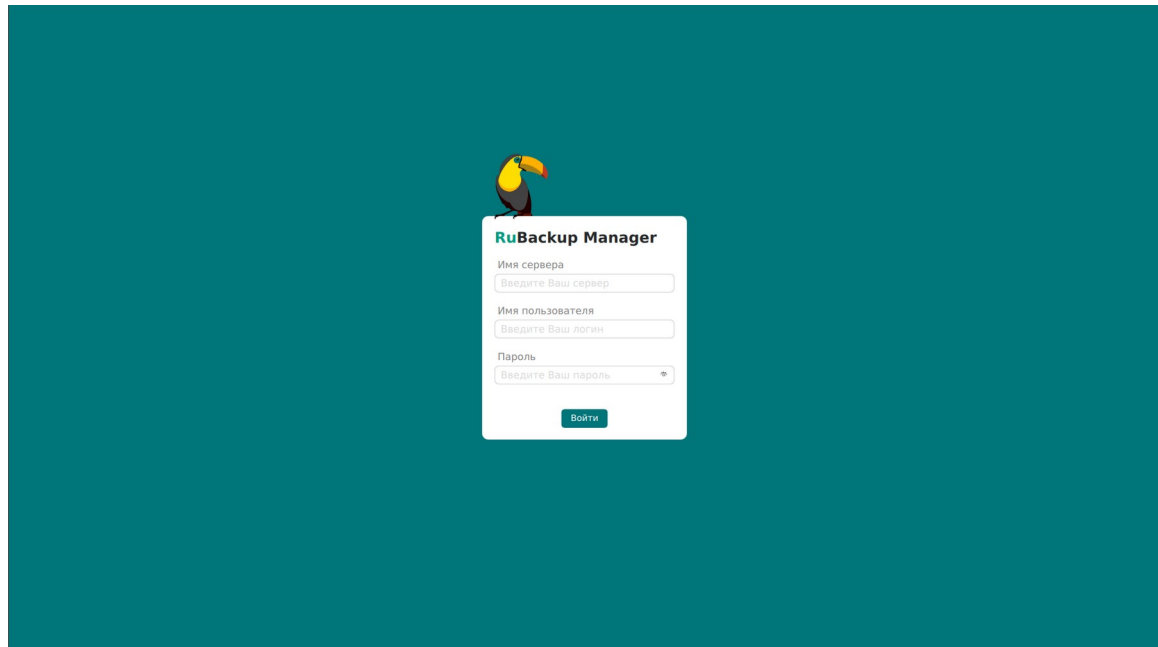 RuBackup Manager
Имя сервера
Введите Ваш сервер
Имя пользователя
Введите Ваш логин
Пароль
Введите Ваш пароль
Войти